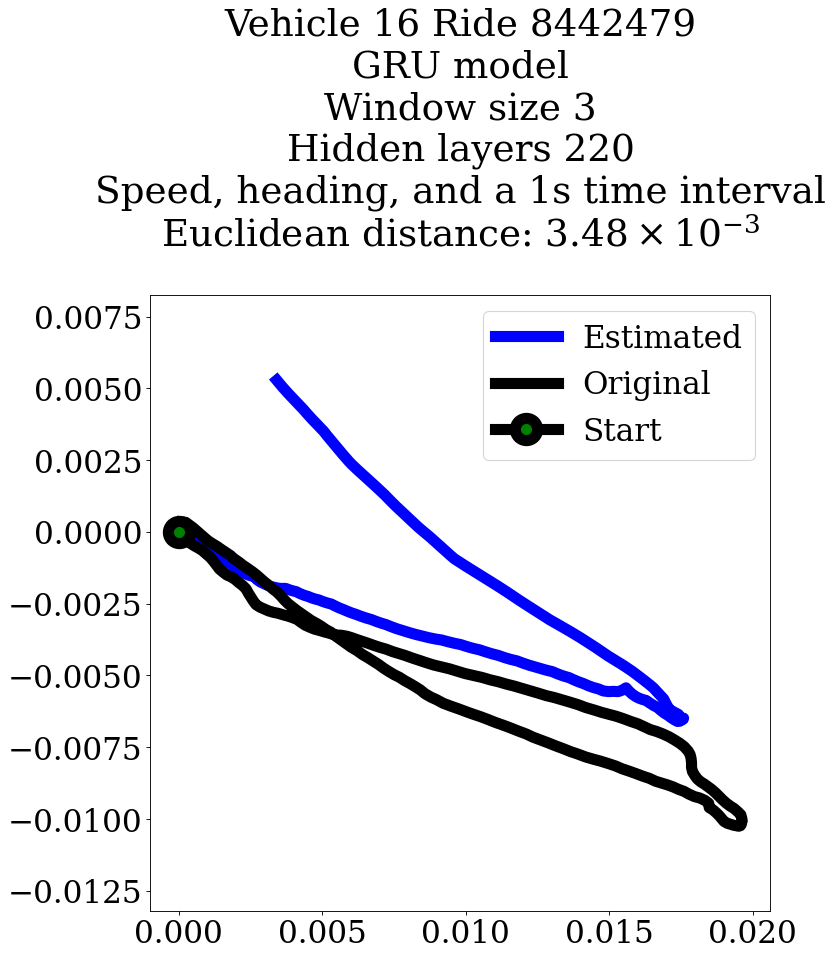 Vehicle 16 Ride 8442479
GRU model
Window size 3
Hidden layers 220
Speed, heading, and a 1s time interval
Euclidean distance: 3.48 × 10⁻³
Estimated
Original
Start
0.0075
0.0050
0.0025
0.0000
−0.0025
−0.0050
−0.0075
−0.0100
−0.0125
0.000 0.005 0.010 0.015 0.020